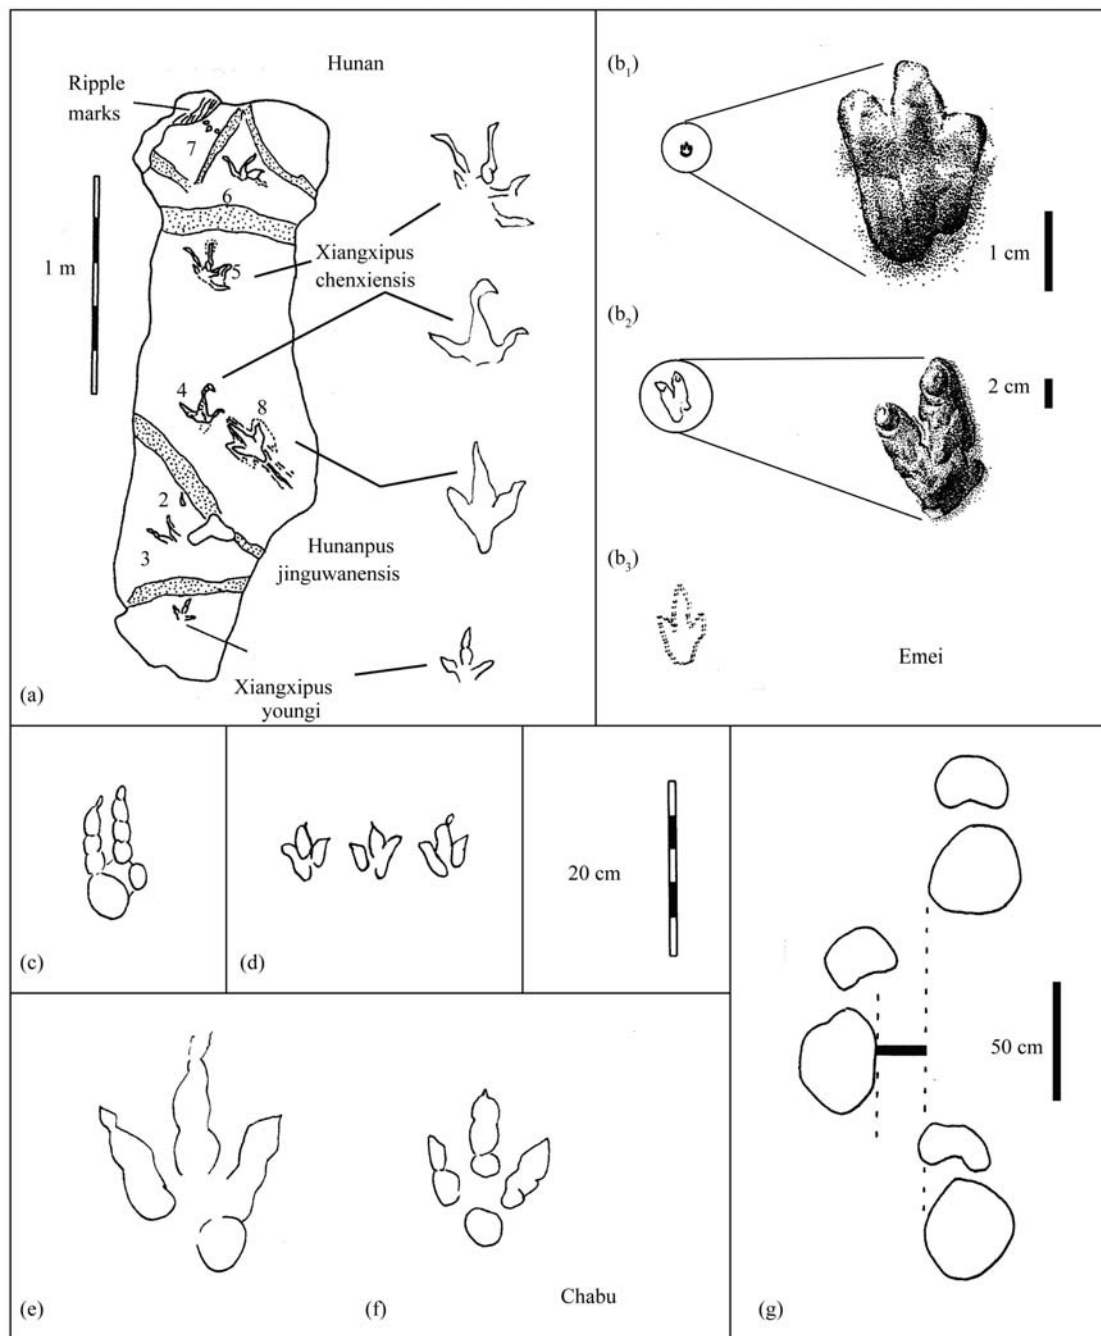 Hunan
Ripple
marks
7
6
1 m
5
Xiangxipus
chenxiensis
4
8
2
3
Hunanpus
jinguwanensis
(a)
Xiangxipus
youngi
(b₁)
1 cm
(b₂)
2 cm
(b₃)
Emei
(c)
(d)
20 cm
(e)
(f)
Chabu
50 cm
(g)